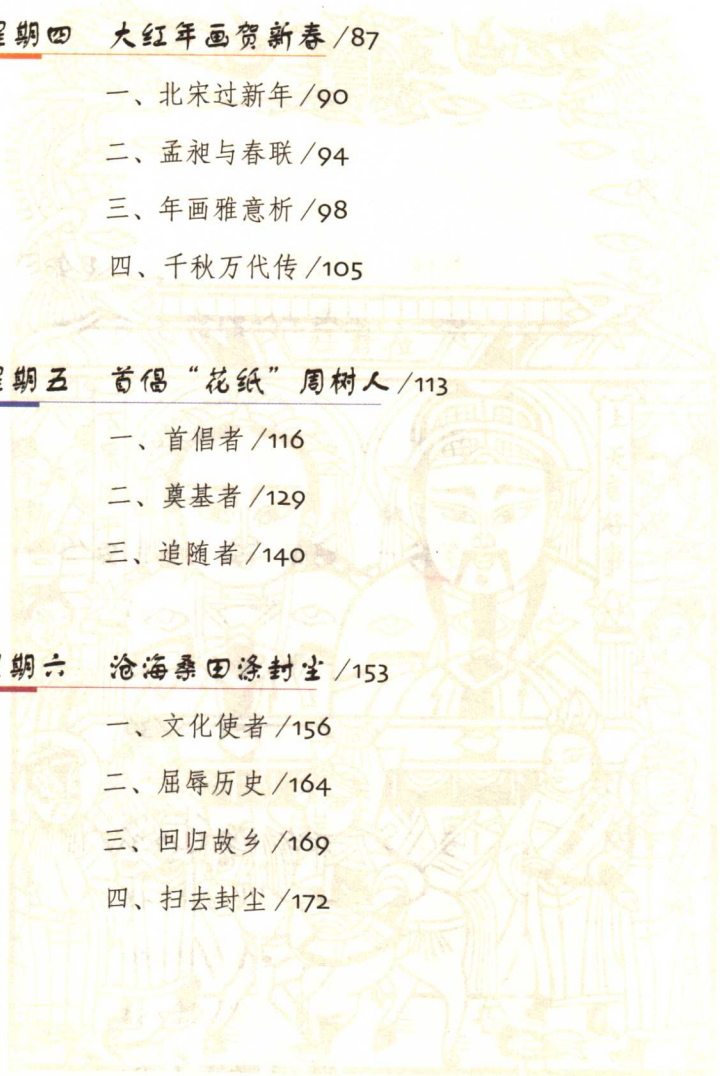 星期四 大红年画贺新春/87
一、北宋过新年/90
二、孟昶与春联/94
三、年画雅意析/98
四、千秋万代传/105
星期五 首倡“花纸”周树人/113
一、首倡者/116
二、奠基者/129
三、追随者/140
星期六 沧海桑田涤封尘/153
一、文化使者/156
二、屈辱历史/164
三、回归故乡/169
四、扫去封尘/172